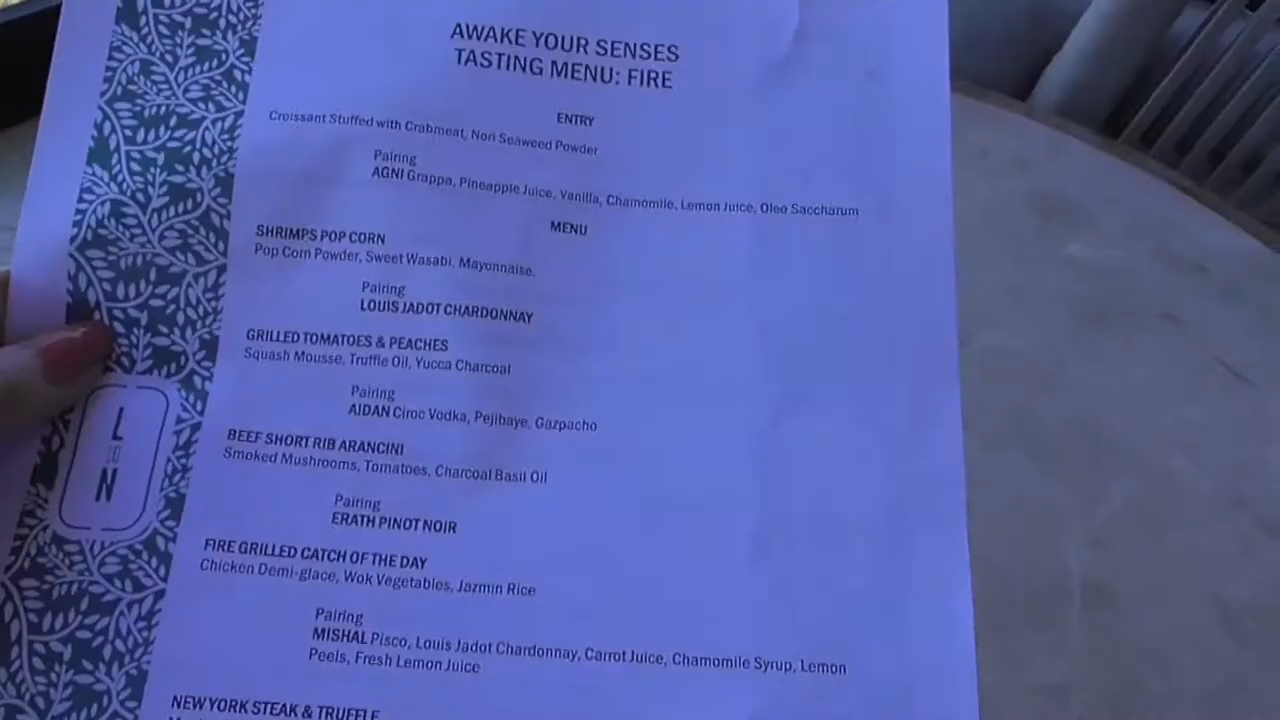 AWAKE YOUR SENSES
TASTING MENU: FIRE
ENTRY
Croissant Stuffed with Crabmeat, Nori Seaweed Powder
Pairing
AGNI Grappa, Pineapple Juice, Vanilla, Chamomile, Lemon Juice, Oleo Saccharum
MENU
SHRIMPS POP CORN
Pop Corn Powder, Sweet Wasabi, Mayonnaise.
Pairing
LOUIS JADOT CHARDONNAY
GRILLED TOMATOES & PEACHES
Squash Mousse, Truffle Oil, Yucca Charcoal
Pairing
AIDAN Ciroc Vodka, Pejibaye, Gazpacho
BEEF SHORT RIB ARANCINI
Smoked Mushrooms, Tomatoes, Charcoal Basil Oil
Pairing
ERATH PINOT NOIR
FIRE GRILLED CATCH OF THE DAY
Chicken Demi-glace, Wok Vegetables, Jazmin Rice
Pairing
MISHAL Pisco, Louis Jadot Chardonnay, Carrot Juice, Chamomile Syrup, Lemon
Peels, Fresh Lemon Juice
NEW YORK STEAK & TRUFFLE
L
N